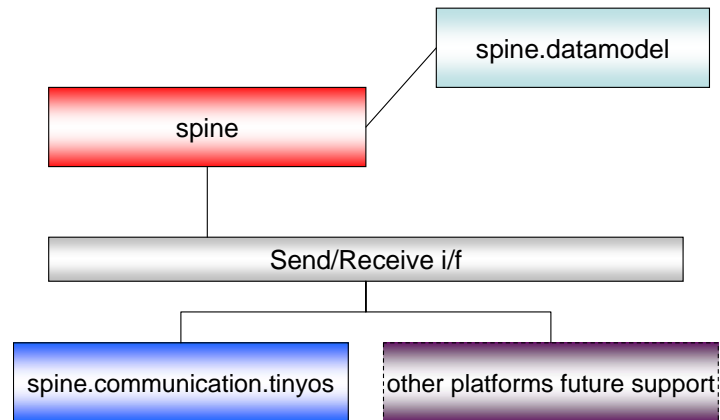 spine.datamodel
spine
Send/Receive i/f
spine.communication.tinyos
other platforms future support